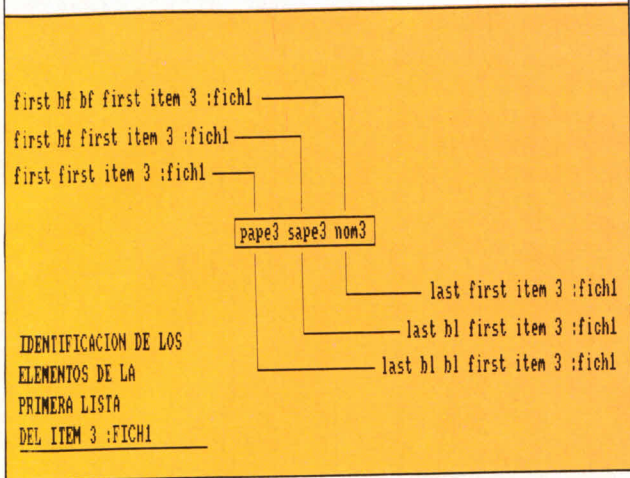 first bf bf first item 3 :fich1
first bf first item 3 :fich1
first first item 3 :fich1
pape3 sape3 nom3
last first item 3 :fich1
last bl first item 3 :fich1
last bl bl first item 3 :fich1
IDENTIFICACION DE LOS
ELEMENTOS DE LA
PRIMERA LISTA
DEL ITEM 3 :FICH1